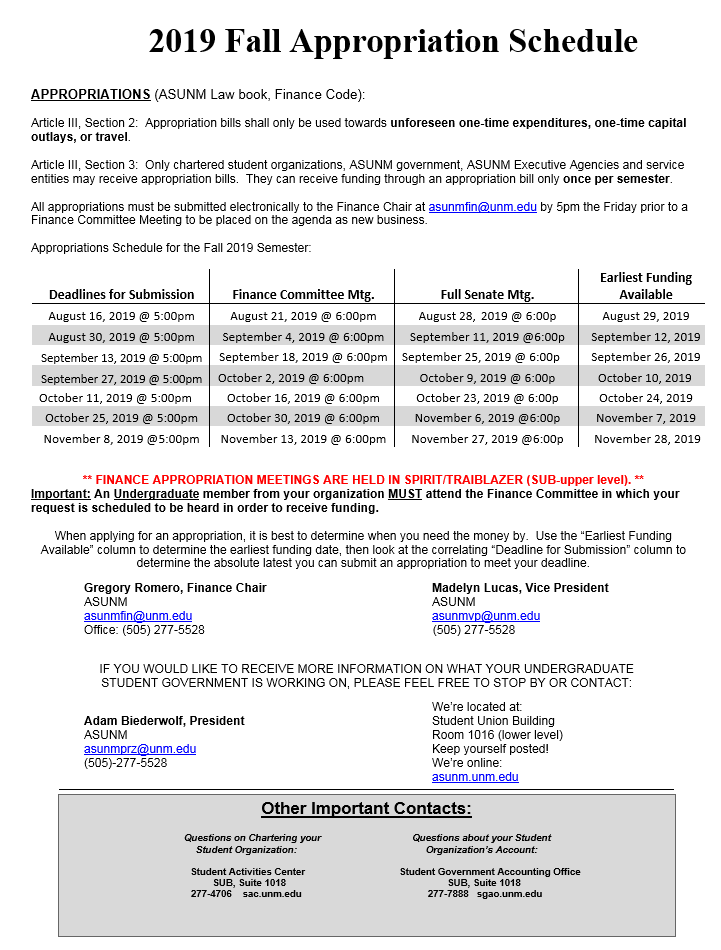 2019 Fall Appropriation Schedule
APPROPRIATIONS (ASUNM Law book, Finance Code):
Article III, Section 2:  Appropriation bills shall only be used towards unforeseen one-time expenditures, one-time capital
outlays, or travel.
Article III, Section 3:  Only chartered student organizations, ASUNM government, ASUNM Executive Agencies and service
entities may receive appropriation bills.  They can receive funding through an appropriation bill only once per semester.
All appropriations must be submitted electronically to the Finance Chair at asunmfin@unm.edu by 5pm the Friday prior to a
Finance Committee Meeting to be placed on the agenda as new business.
Appropriations Schedule for the Fall 2019 Semester:
Deadlines for Submission Finance Committee Mtg. Full Senate Mtg. Earliest Funding Available
August 16, 2019 @ 5:00pm August 21, 2019 @ 6:00pm August 28, 2019 @ 6:00p August 29, 2019
August 30, 2019 @ 5:00pm September 4, 2019 @ 6:00pm September 11, 2019 @6:00p September 12, 2019
September 13, 2019 @ 5:00pm September 18, 2019 @ 6:00pm September 25, 2019 @ 6:00p September 26, 2019
September 27, 2019 @ 5:00pm October 2, 2019 @ 6:00pm October 9, 2019 @ 6:00p October 10, 2019
October 11, 2019 @ 5:00pm October 16, 2019 @ 6:00pm October 23, 2019 @ 6:00p October 24, 2019
October 25, 2019 @ 5:00pm October 30, 2019 @ 6:00pm November 6, 2019 @6:00p November 7, 2019
November 8, 2019 @5:00pm November 13, 2019 @ 6:00pm November 27, 2019 @6:00p November 28, 2019
** FINANCE APPROPRIATION MEETINGS ARE HELD IN SPIRIT/TRAIBLAZER (SUB-upper level). **
Important: An Undergraduate member from your organization MUST attend the Finance Committee in which your
request is scheduled to be heard in order to receive funding.
When applying for an appropriation, it is best to determine when you need the money by.  Use the “Earliest Funding
Available” column to determine the earliest funding date, then look at the correlating “Deadline for Submission” column to
determine the absolute latest you can submit an appropriation to meet your deadline.
Gregory Romero, Finance Chair
ASUNM
asunmfin@unm.edu
Office: (505) 277-5528
Madelyn Lucas, Vice President
ASUNM
asunmvp@unm.edu
(505) 277-5528
IF YOU WOULD LIKE TO RECEIVE MORE INFORMATION ON WHAT YOUR UNDERGRADUATE
STUDENT GOVERNMENT IS WORKING ON, PLEASE FEEL FREE TO STOP BY OR CONTACT:
Adam Biederwolf, President
ASUNM
asunmprz@unm.edu
(505)-277-5528
We’re located at:
Student Union Building
Room 1016 (lower level)
Keep yourself posted!
We’re online:
asunm.unm.edu
Other Important Contacts:
Questions on Chartering your
Student Organization:
Student Activities Center
SUB, Suite 1018
277-4706    sac.unm.edu
Questions about your Student
Organization’s Account:
Student Government Accounting Office
SUB, Suite 1018
277-7888   sgao.unm.edu